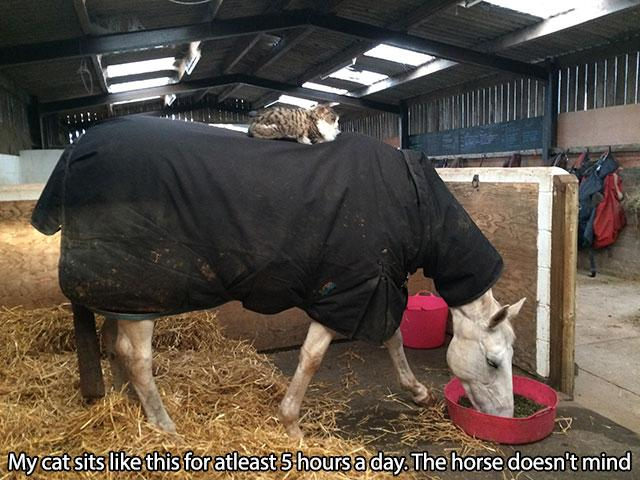 My cat sits like this for atleast 5 hours a day. The horse doesn't mind